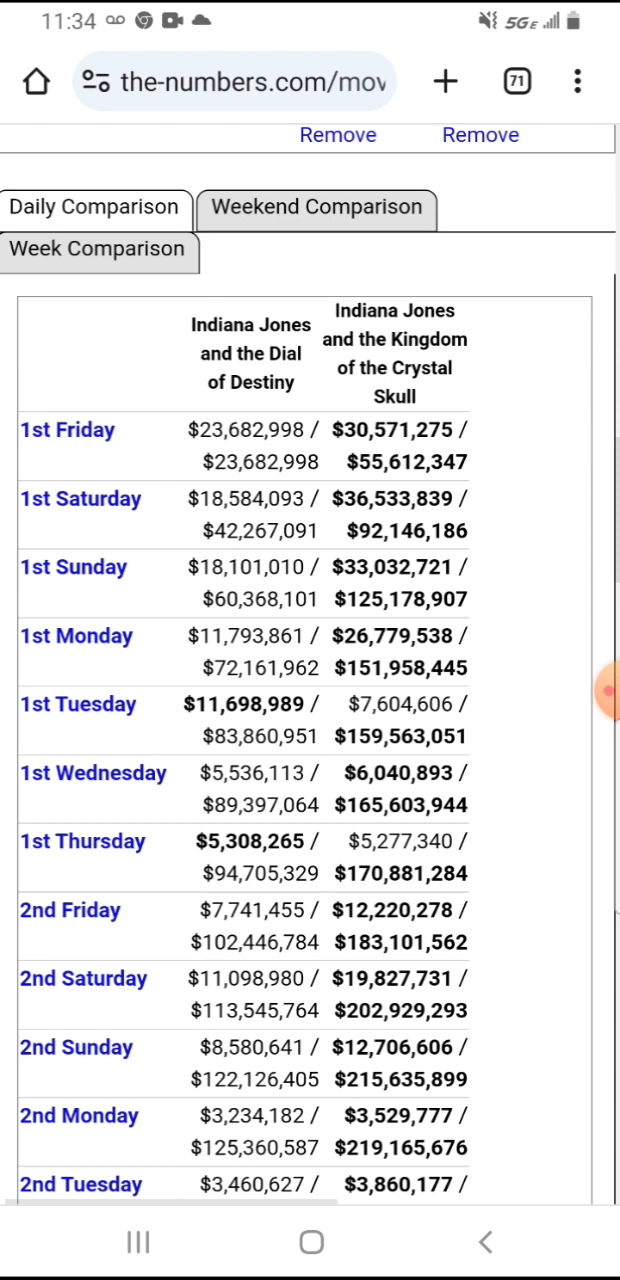 11:34
5GE
the-numbers.com/mov
71
Remove Remove
Daily Comparison Weekend Comparison
Week Comparison
Indiana Jones and the Dial of Destiny
Indiana Jones and the Kingdom of the Crystal Skull
1st Friday $23,682,998 / $30,571,275 /
$23,682,998 $55,612,347
1st Saturday $18,584,093 / $36,533,839 /
$42,267,091 $92,146,186
1st Sunday $18,101,010 / $33,032,721 /
$60,368,101 $125,178,907
1st Monday $11,793,861 / $26,779,538 /
$72,161,962 $151,958,445
1st Tuesday $11,698,989 / $7,604,606 /
$83,860,951 $159,563,051
1st Wednesday $5,536,113 / $6,040,893 /
$89,397,064 $165,603,944
1st Thursday $5,308,265 / $5,277,340 /
$94,705,329 $170,881,284
2nd Friday $7,741,455 / $12,220,278 /
$102,446,784 $183,101,562
2nd Saturday $11,098,980 / $19,827,731 /
$113,545,764 $202,929,293
2nd Sunday $8,580,641 / $12,706,606 /
$122,126,405 $215,635,899
2nd Monday $3,234,182 / $3,529,777 /
$125,360,587 $219,165,676
2nd Tuesday $3,460,627 / $3,860,177 /